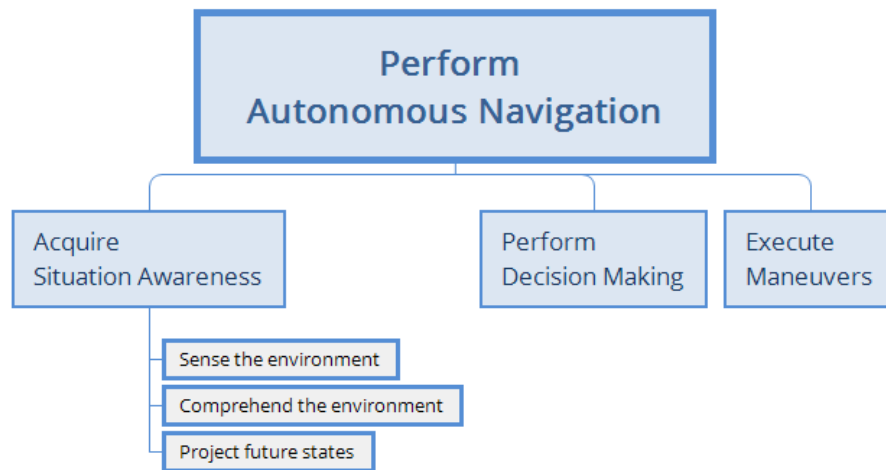 Perform
Autonomous Navigation
Acquire
Situation Awareness
Perform
Decision Making
Execute
Maneuvers
Sense the environment
Comprehend the environment
Project future states